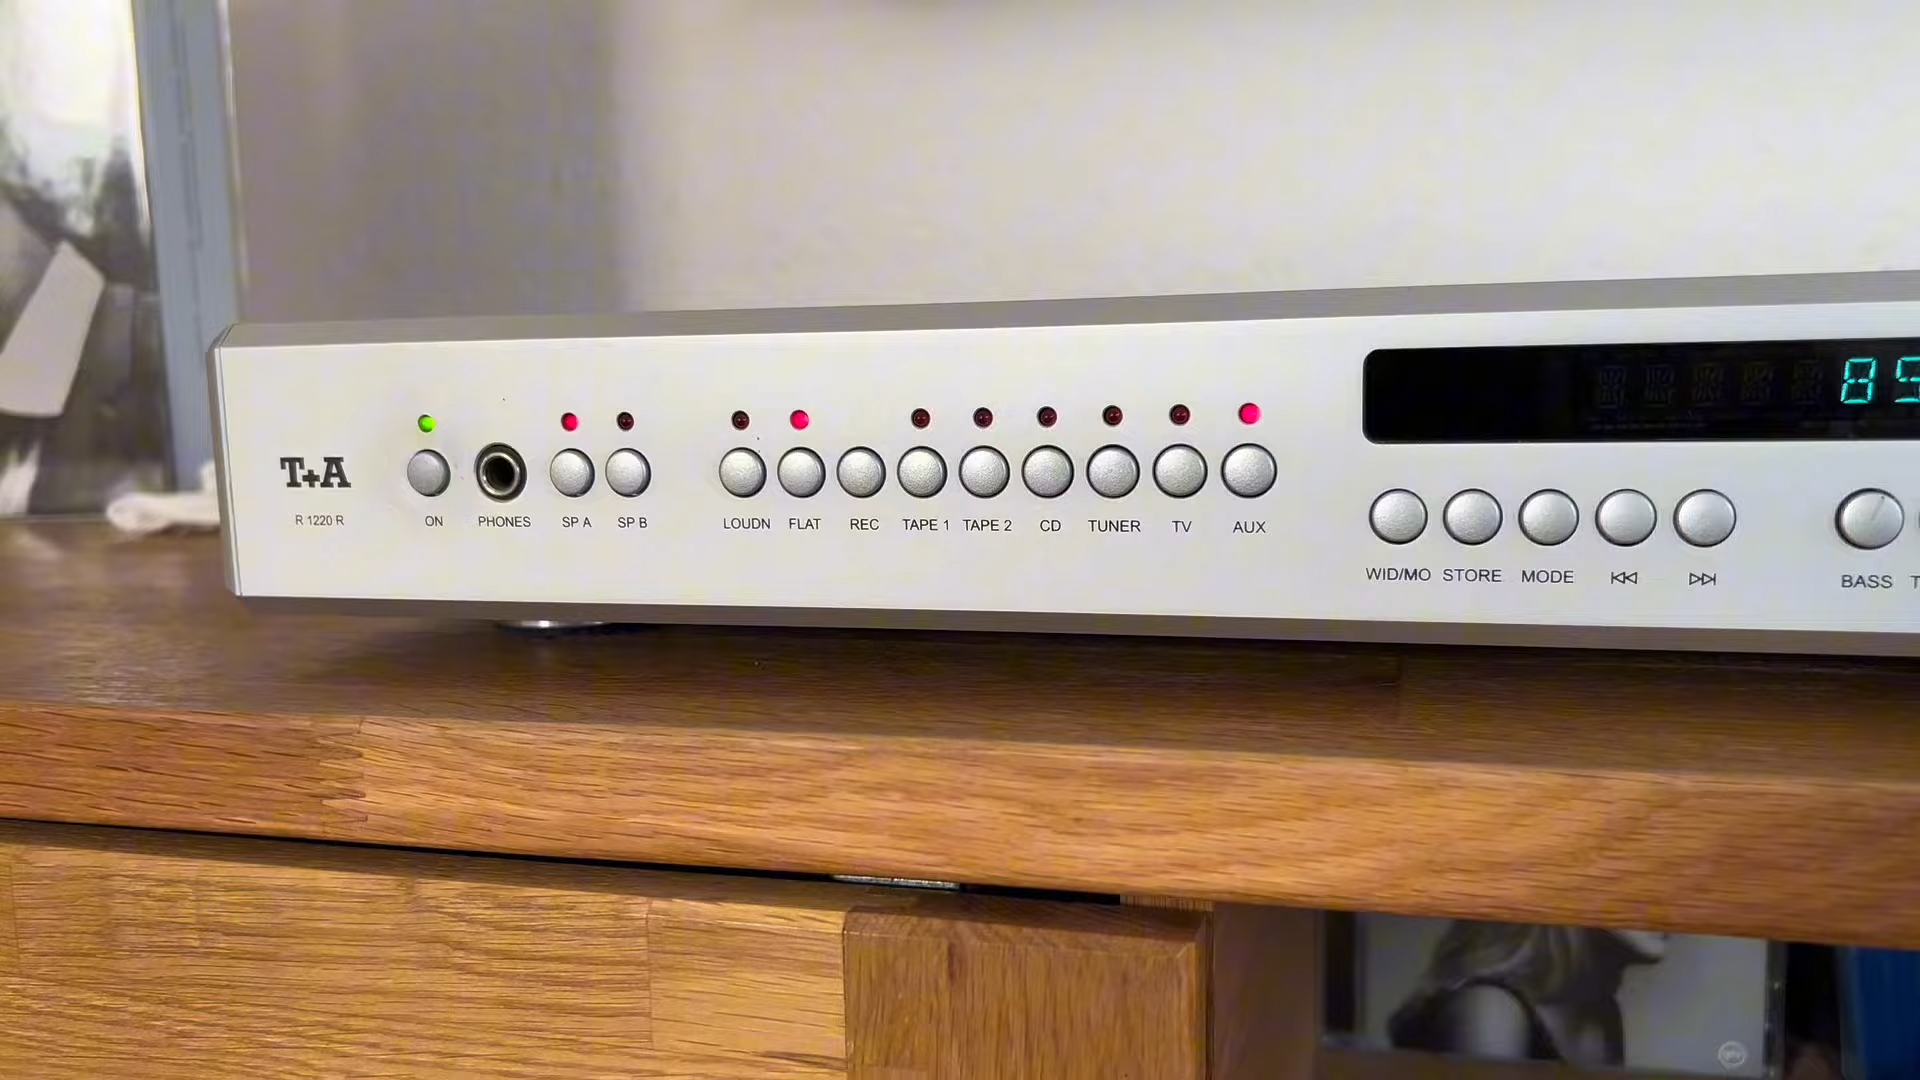 T+A
R 1220 R
ON PHONES SP A SP B LOUDN FLAT REC TAPE 1 TAPE 2 CD TUNER TV AUX
WID/MO STORE MODE BASS